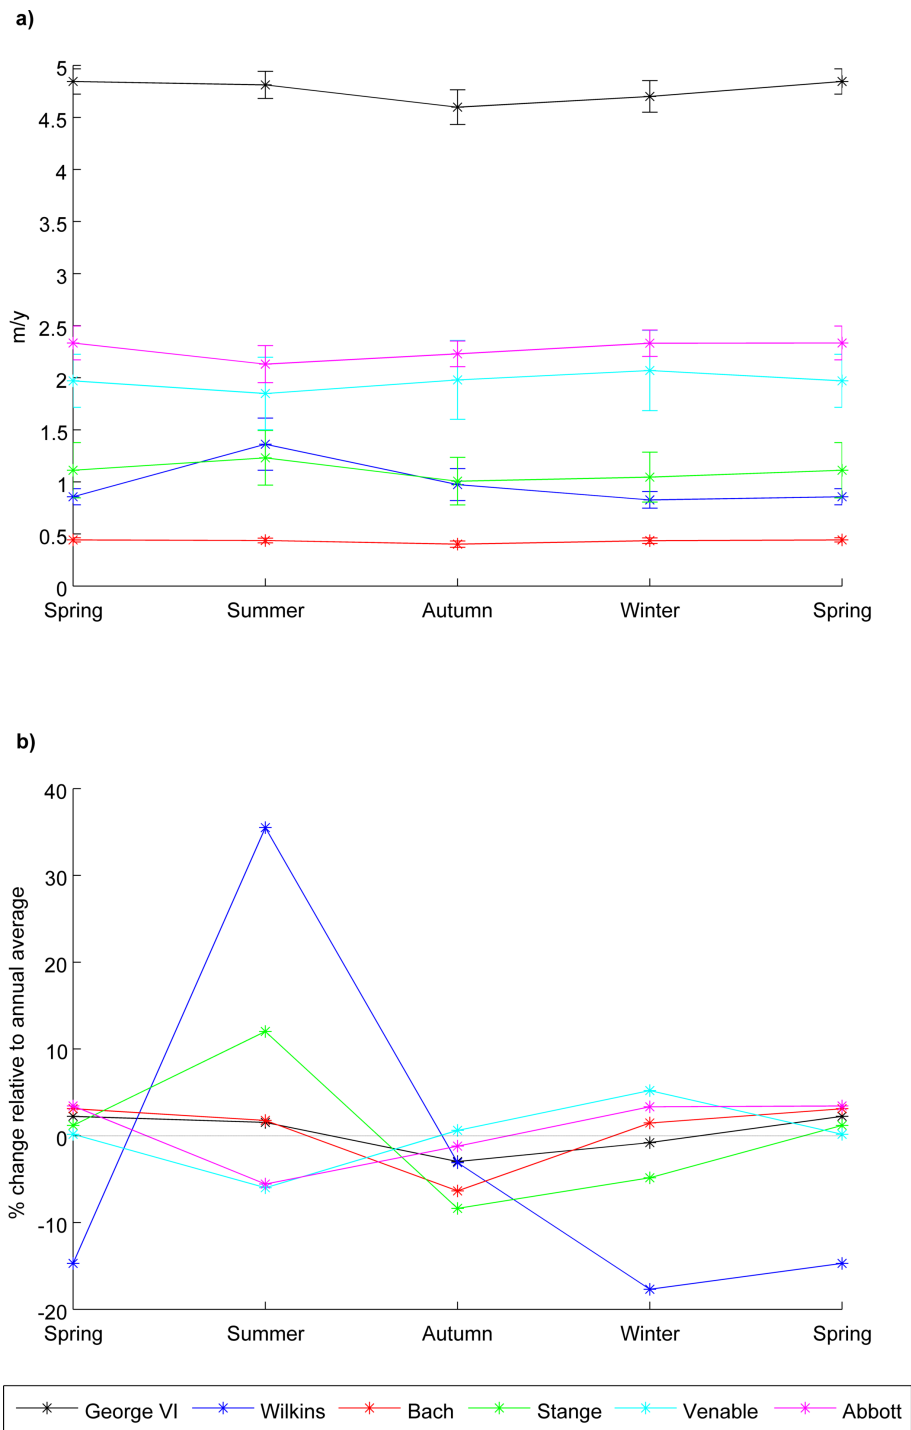 a)
5
4.5
4
3.5
3
2.5
2
1.5
1
0.5
0
m/y
Spring Summer Autumn Winter Spring
b)
40
30
20
10
0
-10
-20
% change relative to annual average
Spring Summer Autumn Winter Spring
George VI Wilkins Bach Stange Venable Abbott